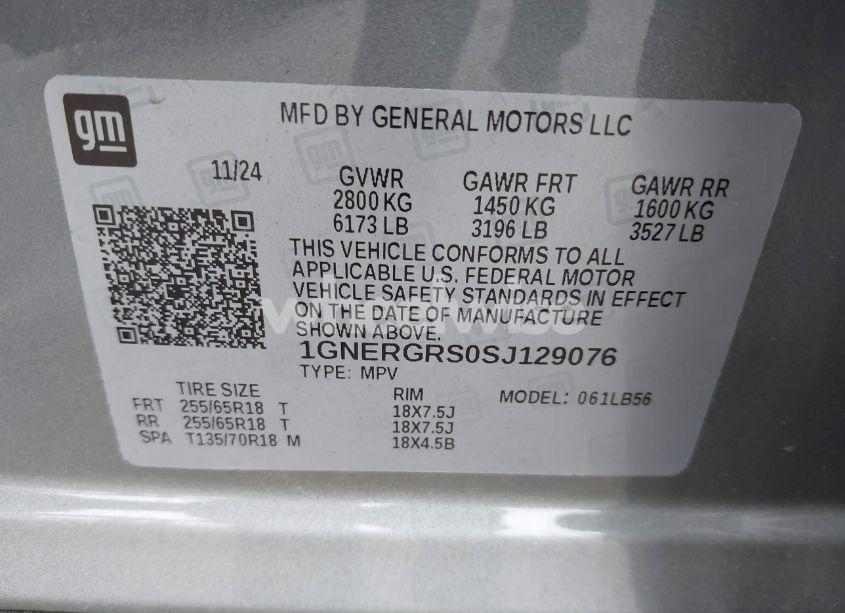 gm
MFD BY GENERAL MOTORS LLC
11/24
GVWR GAWR FRT GAWR RR
2800 KG 1450 KG 1600 KG
6173 LB 3196 LB 3527 LB
THIS VEHICLE CONFORMS TO ALL
APPLICABLE U.S. FEDERAL MOTOR
VEHICLE SAFETY STANDARDS IN EFFECT
ON THE DATE OF MANUFACTURE
SHOWN ABOVE.
1GNERGRS0SJ129076
TYPE: MPV
TIRE SIZE RIM MODEL: 061LB56
FRT 255/65R18 T 18X7.5J
RR 255/65R18 T 18X7.5J
SPA T135/70R18 M 18X4.5B